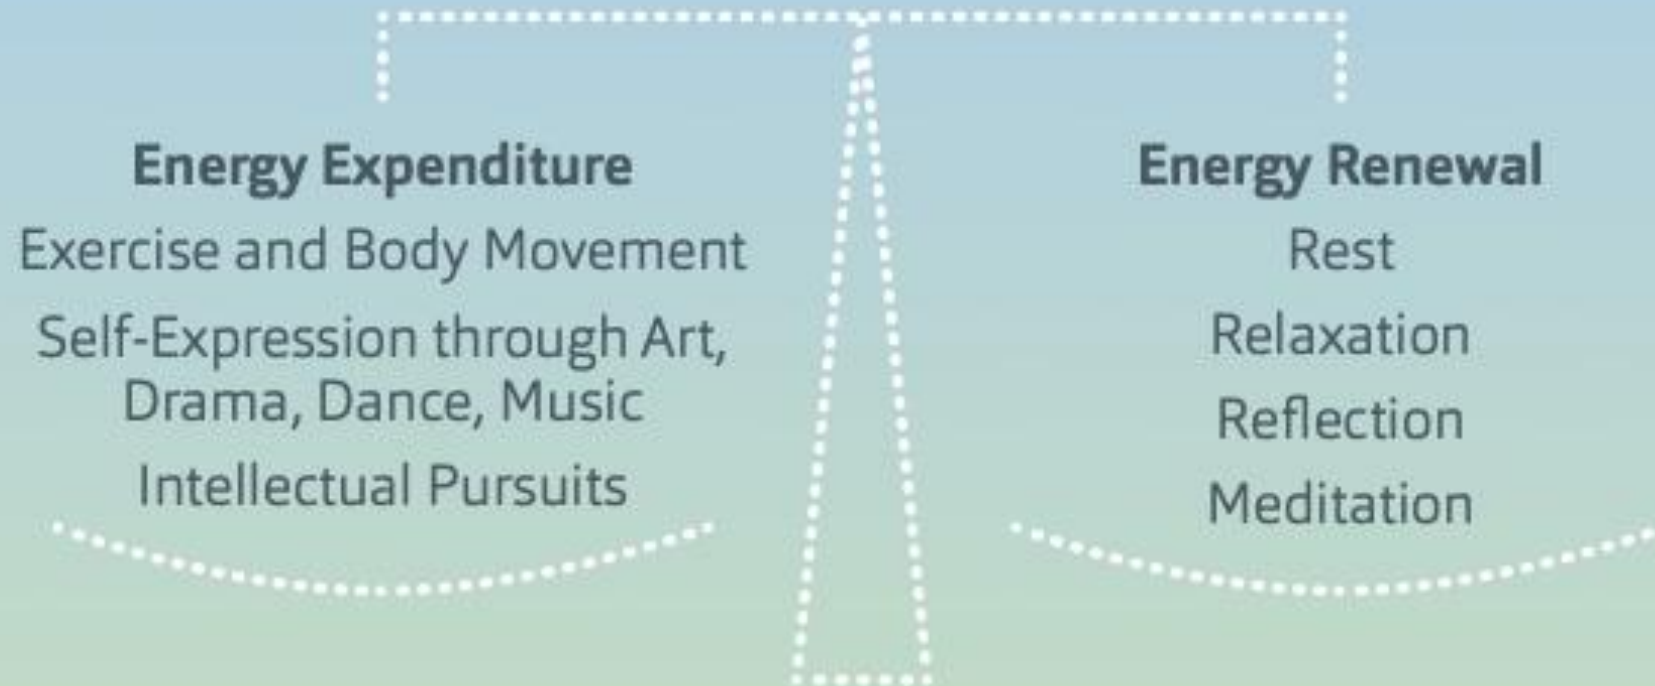 Energy Expenditure
Exercise and Body Movement
Self-Expression through Art,
Drama, Dance, Music
Intellectual Pursuits
Energy Renewal
Rest
Relaxation
Reflection
Meditation